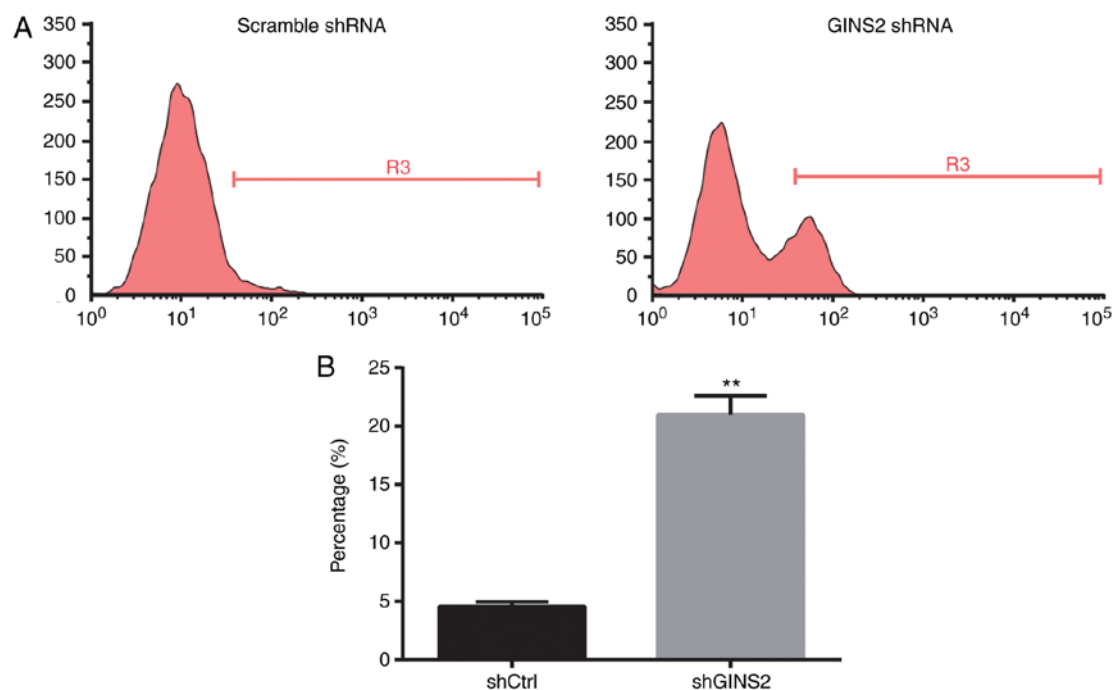 A
Scramble shRNA
GINS2 shRNA
350
300
250
200
150
100
50
0
R3
10⁰ 10¹ 10² 10³ 10⁴ 10⁵
350
300
250
200
150
100
50
0
R3
10⁰ 10¹ 10² 10³ 10⁴ 10⁵
B
Percentage (%)
25
20
15
10
5
0
**
shCtrl shGINS2